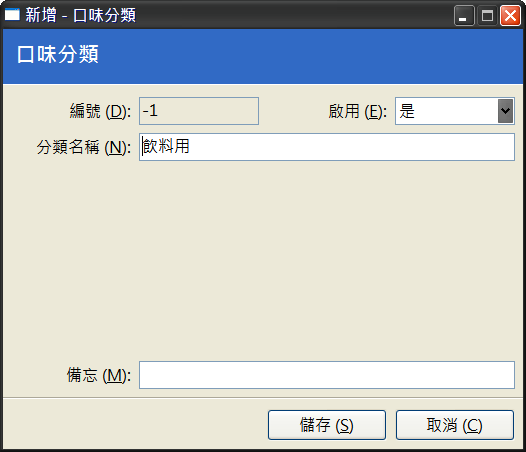 新增 - 口味分類
口味分類
編號 (D): -1 啟用 (E): 是
分類名稱 (N): 飲料用
備忘 (M):
儲存 (S) 取消 (C)